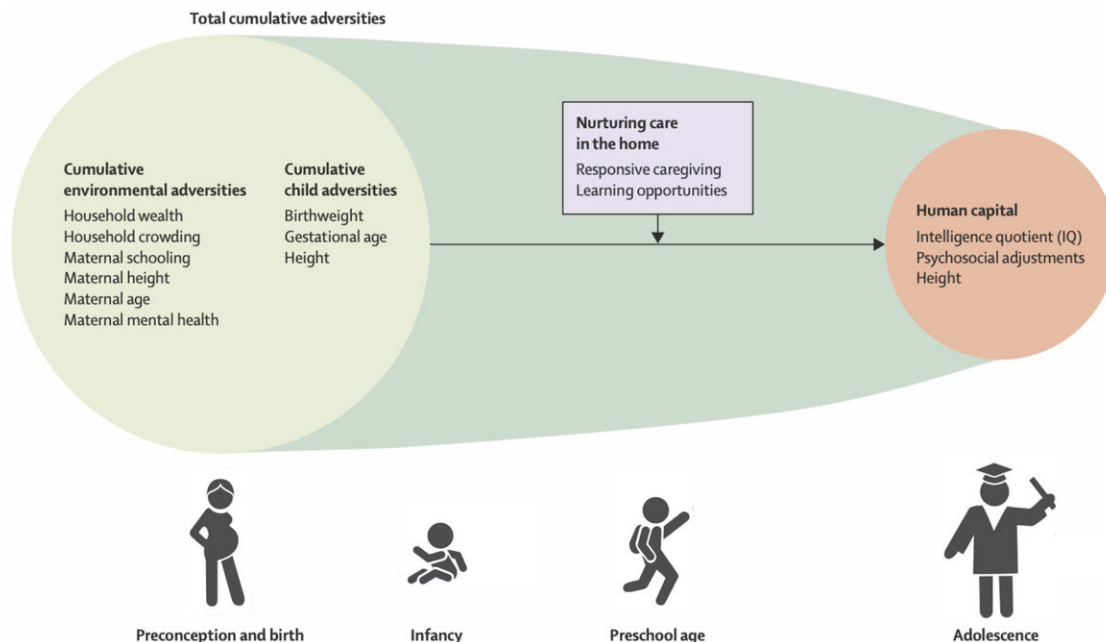 Total cumulative adversities
Cumulative
environmental adversities
Household wealth
Household crowding
Maternal schooling
Maternal height
Maternal age
Maternal mental health
Cumulative
child adversities
Birthweight
Gestational age
Height
Nurturing care
in the home
Responsive caregiving
Learning opportunities
Human capital
Intelligence quotient (IQ)
Psychosocial adjustments
Height
Preconception and birth
Infancy
Preschool age
Adolescence